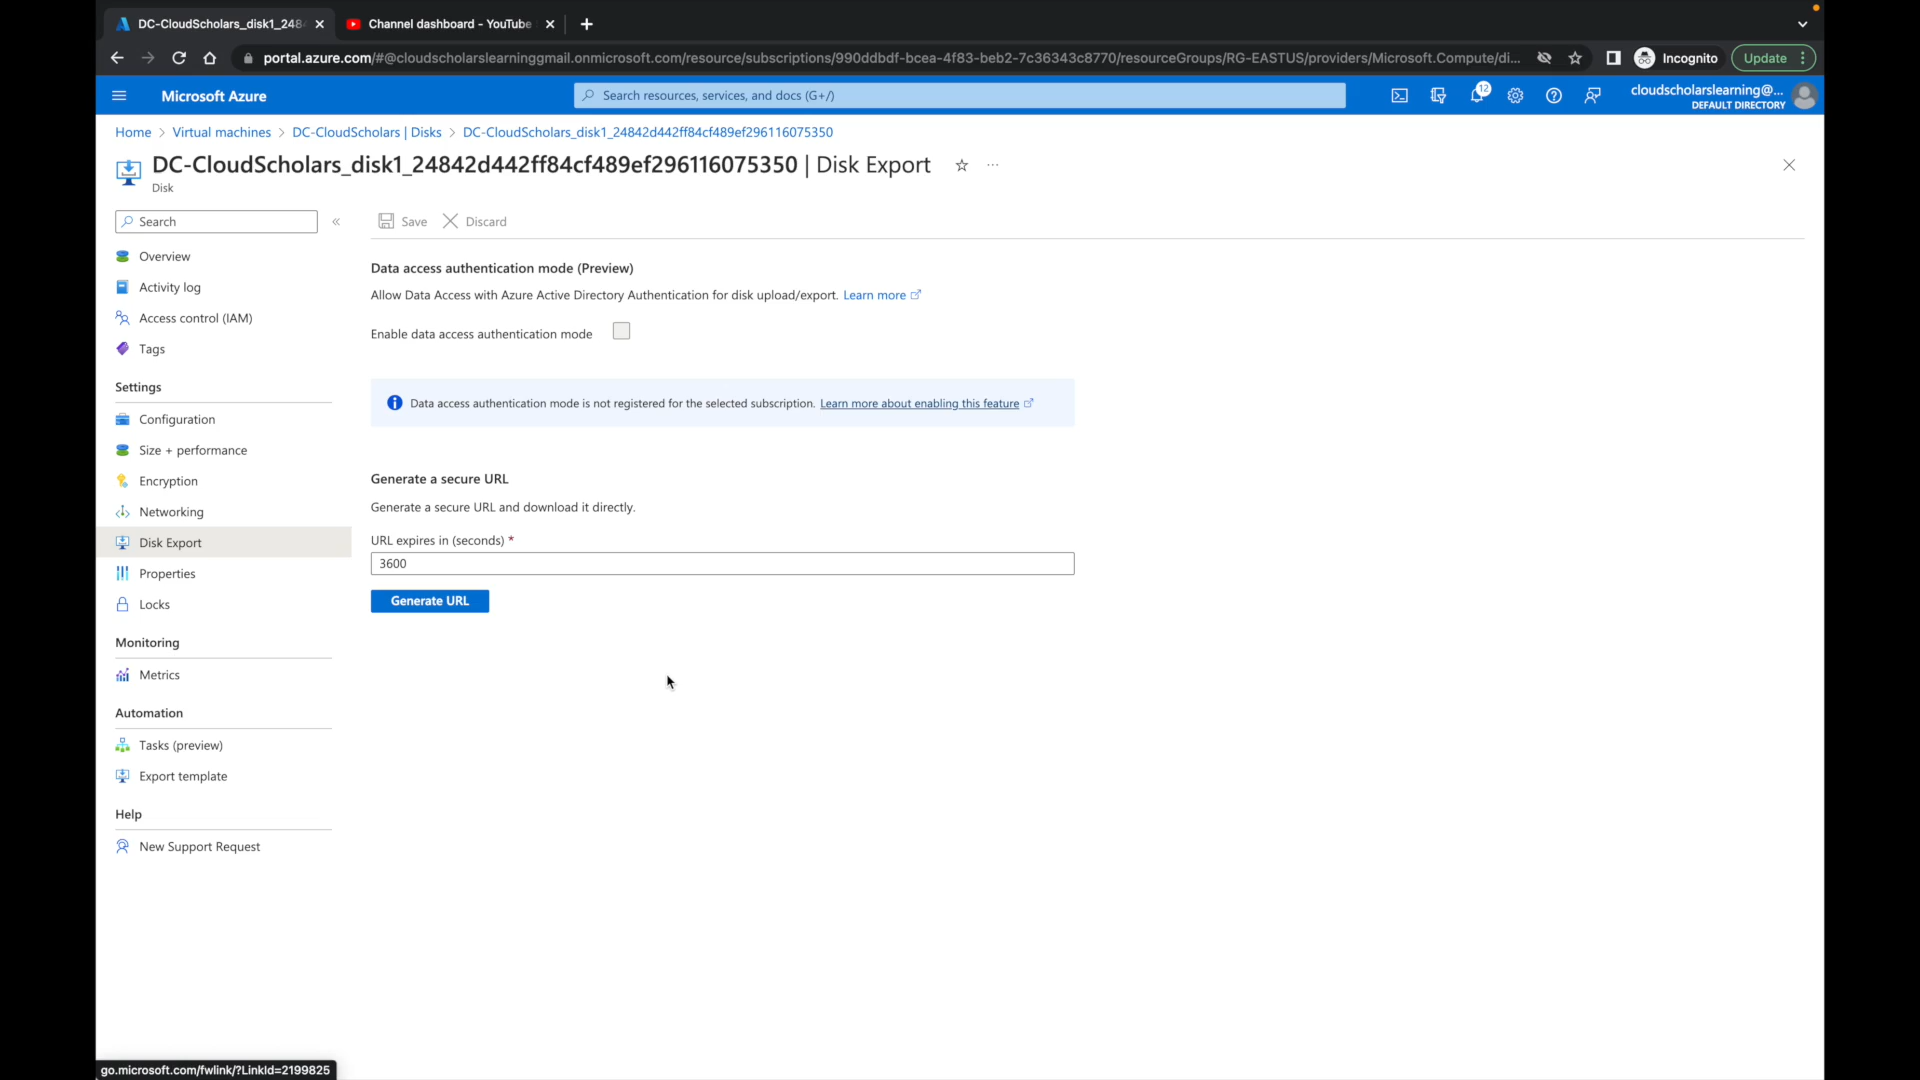 DC-CloudScholars_disk1_248
Channel dashboard - YouTube
portal.azure.com/#@cloudscholarslearninggmail.onmicrosoft.com/resource/subscriptions/990ddbdf-bcea-4f83-beb2-7c36343c8770/resourceGroups/RG-EASTUS/providers/Microsoft.Compute/di...
Incognito
Update
Microsoft Azure
Search resources, services, and docs (G+/)
12
cloudscholarslearning@...
DEFAULT DIRECTORY
Home > Virtual machines > DC-CloudScholars | Disks > DC-CloudScholars_disk1_24842d442ff84cf489ef296116075350
DC-CloudScholars_disk1_24842d442ff84cf489ef296116075350 | Disk Export
Disk
Search
Save
Discard
Overview
Activity log
Access control (IAM)
Tags
Settings
Configuration
Size + performance
Encryption
Networking
Disk Export
Properties
Locks
Monitoring
Metrics
Automation
Tasks (preview)
Export template
Help
New Support Request
Data access authentication mode (Preview)
Allow Data Access with Azure Active Directory Authentication for disk upload/export. Learn more
Enable data access authentication mode
Data access authentication mode is not registered for the selected subscription. Learn more about enabling this feature
Generate a secure URL
Generate a secure URL and download it directly.
URL expires in (seconds) *
3600
Generate URL
go.microsoft.com/fwlink/?LinkId=2199825